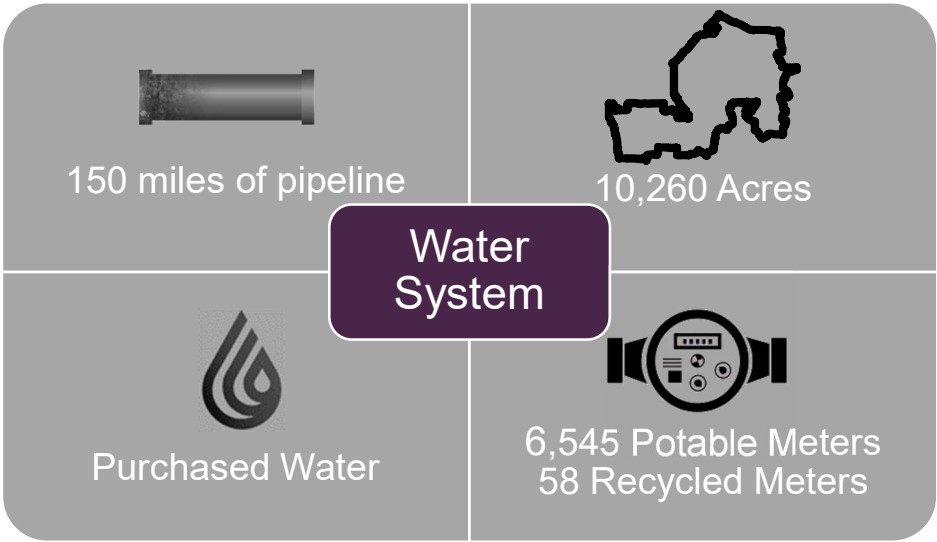 150 miles of pipeline
10,260 Acres
Water
System
Purchased Water
6,545 Potable Meters
58 Recycled Meters